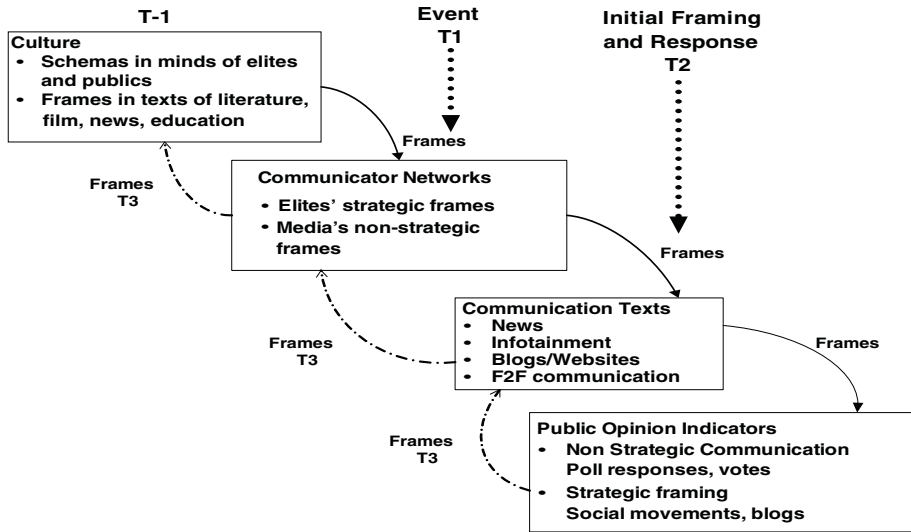 T-1
Event
T1
Initial Framing
and Response
T2
Culture
• Schemas in minds of elites
and publics
• Frames in texts of literature,
film, news, education
Frames
Frames
T3
Communicator Networks
• Elites’ strategic frames
• Media’s non-strategic
frames
Frames
Frames
T3
Communication Texts
• News
• Infotainment
• Blogs/Websites
• F2F communication
Frames
Frames
T3
Public Opinion Indicators
• Non Strategic Communication
Poll responses, votes
• Strategic framing
Social movements, blogs